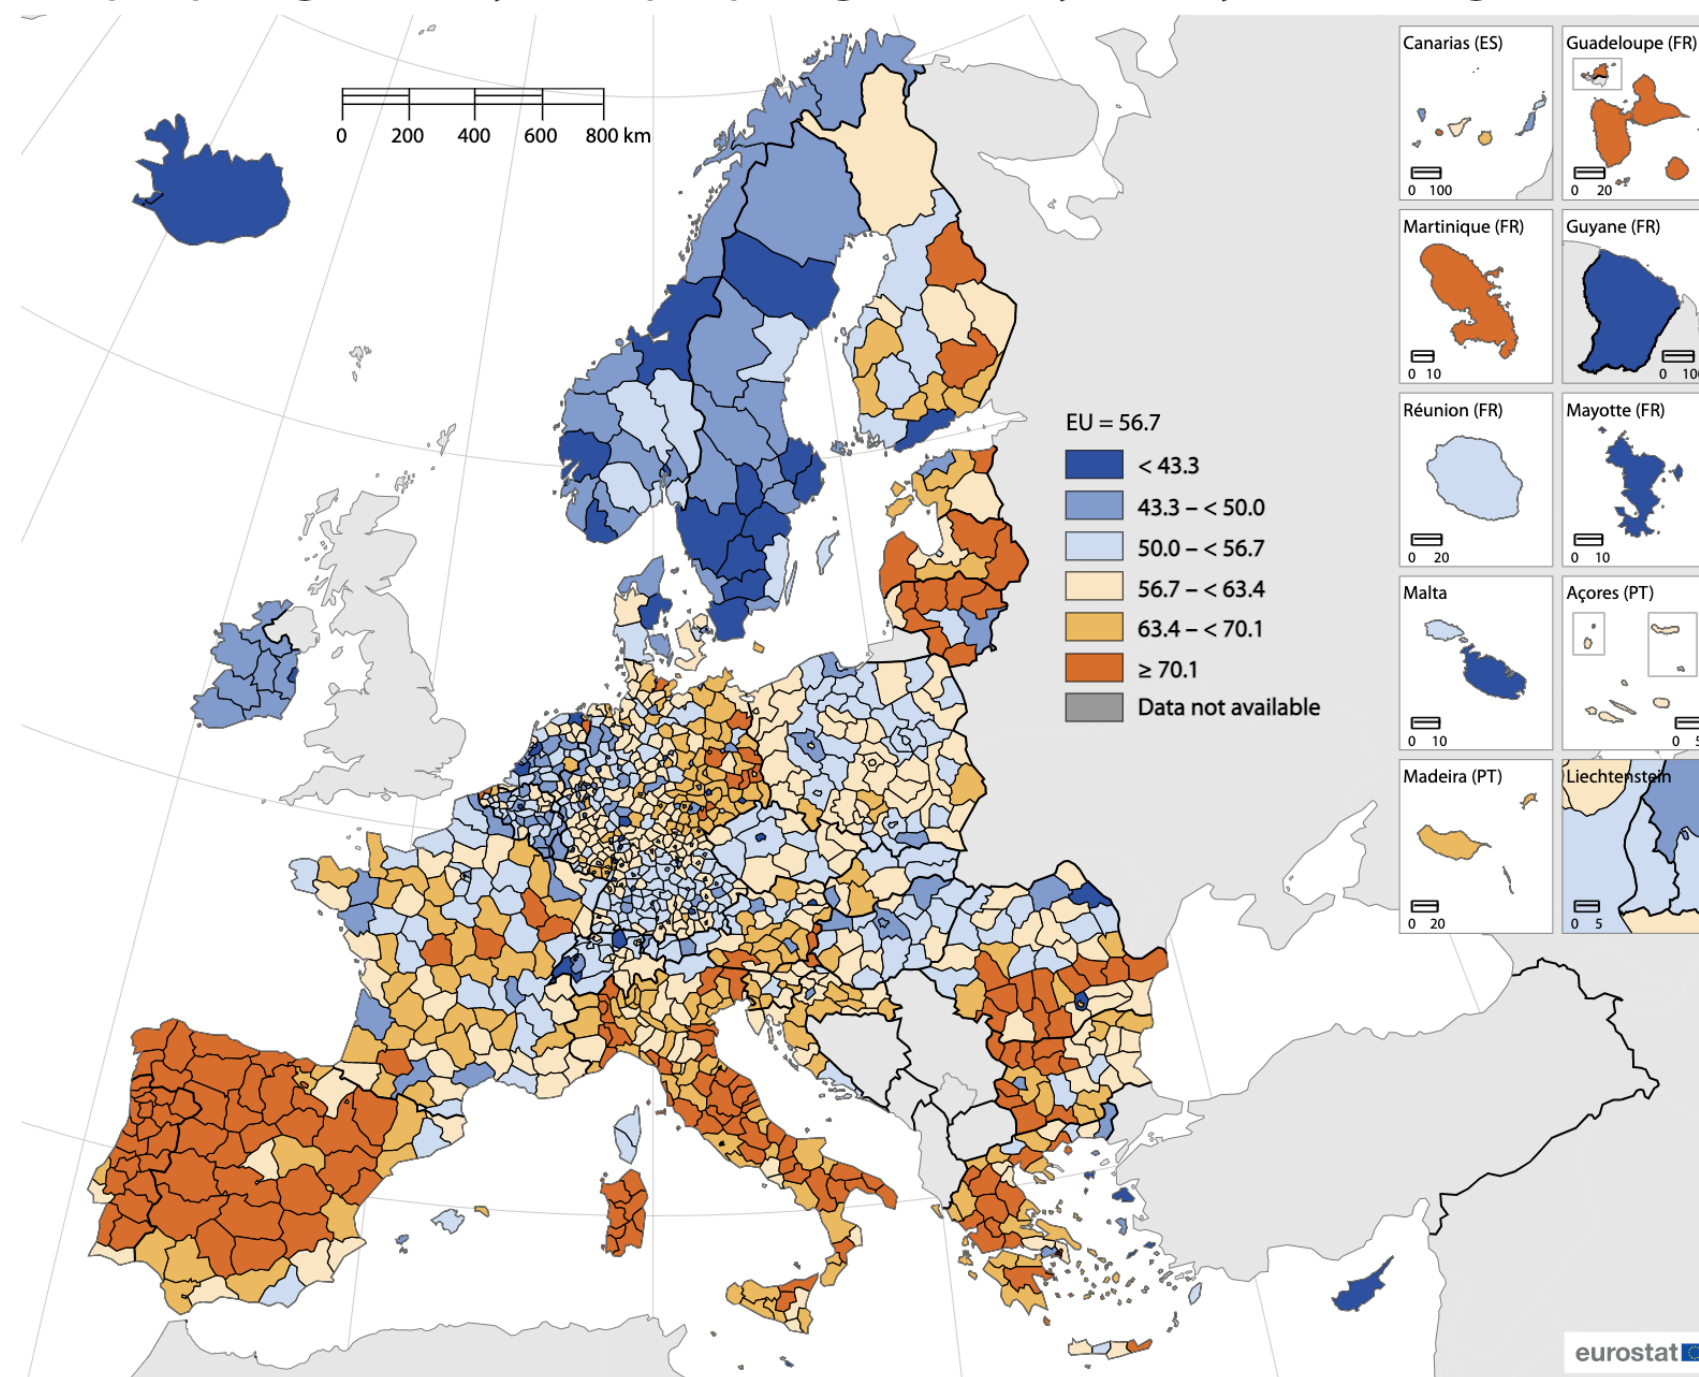 0 200 400 600 800 km
EU = 56.7
< 43.3
43.3 – < 50.0
50.0 – < 56.7
56.7 – < 63.4
63.4 – < 70.1
≥ 70.1
Data not available
Canarias (ES)
0 100
Guadeloupe (FR)
0 20
Martinique (FR)
0 10
Guyane (FR)
0
Réunion (FR)
0 20
Mayotte (FR)
0 10
Malta
0 10
Açores (PT)
0
Madeira (PT)
0 20
Liechtenstein
0 5
eurostat